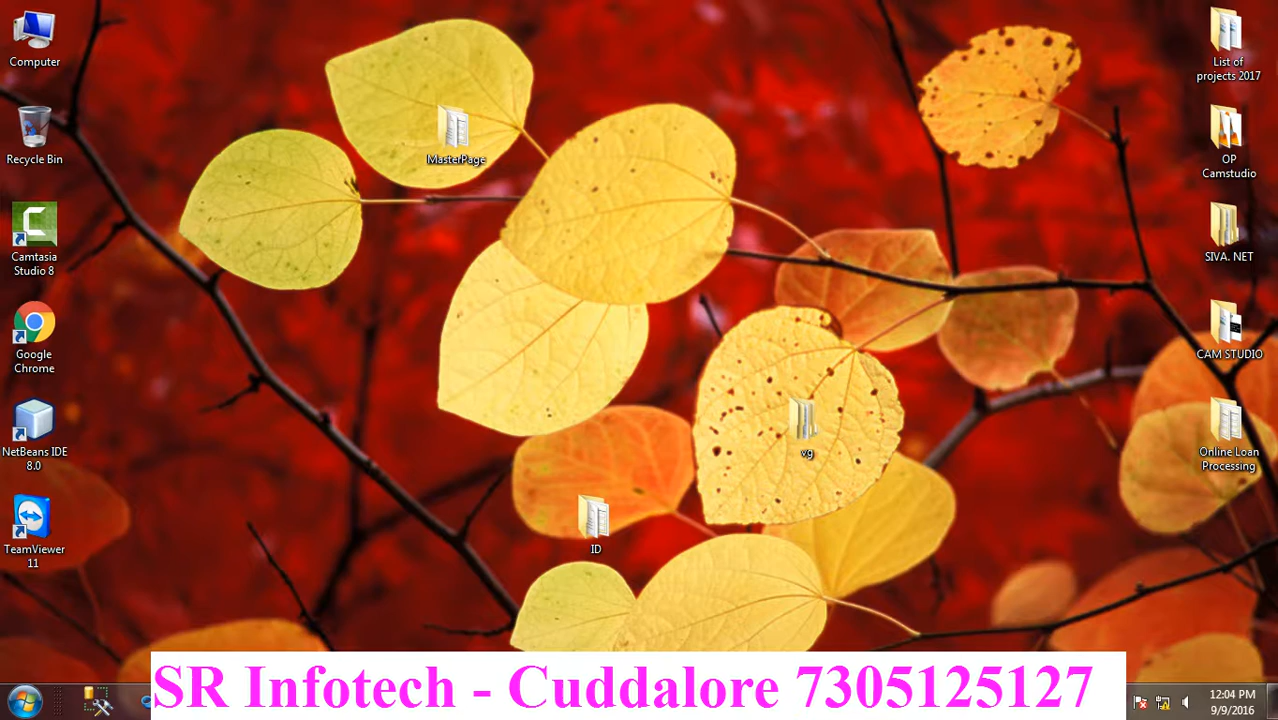 Computer
Recycle Bin
Camtasia
Studio 8
Google
Chrome
NetBeans IDE
8.0
TeamViewer
11
MasterPage
vg
ID
List of
projects 2017
OP
Camstudio
SIVA. NET
CAM STUDIO
Online Loan
Processing
SR Infotech - Cuddalore 7305125127
12:04 PM
9/9/2016